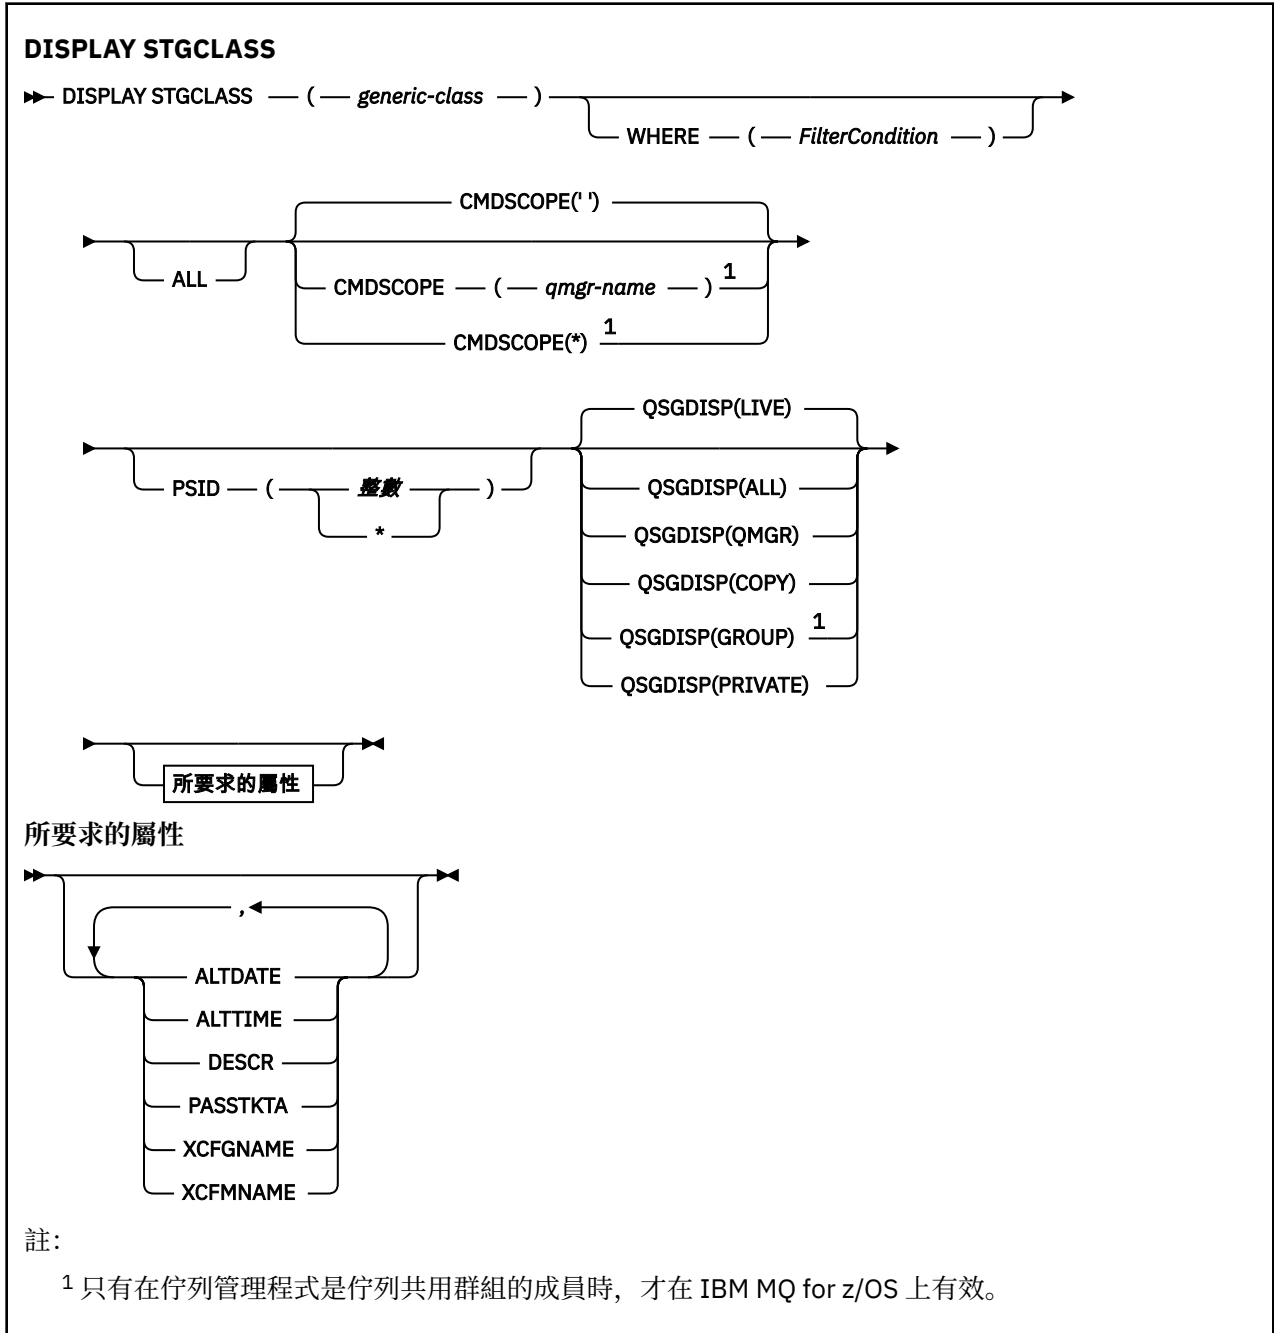 DISPLAY STGCLASS
DISPLAY STGCLASS ( generic-class )
WHERE ( FilterCondition )
CMDSCOPE(' ')
ALL
CMDSCOPE ( qmgr-name ) 1
CMDSCOPE(*) 1
QSGDISP(LIVE)
PSID ( 整數 )
*
QSGDISP(ALL)
QSGDISP(QMGR)
QSGDISP(COPY)
QSGDISP(GROUP) 1
QSGDISP(PRIVATE)
所要求的屬性
所要求的屬性
,
ALTDATE
ALTTIME
DESCR
PASSTKTA
XCFGNAME
XCFMNAME
註：
1 只有在佇列管理程式是佇列共用群組的成員時，才在 IBM MQ for z/OS 上有效。